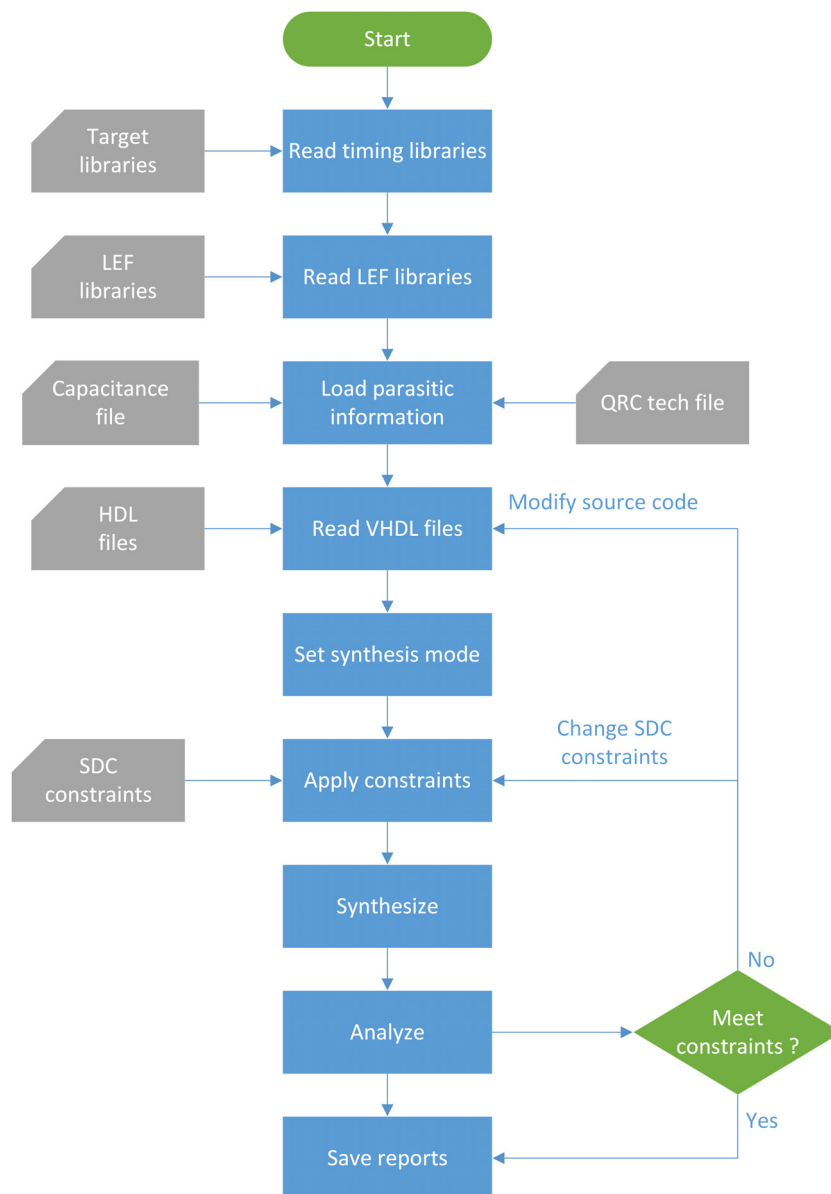 Start
Target
libraries
Read timing libraries
LEF
libraries
Read LEF libraries
Capacitance
file
Load parasitic
information
QRC tech file
HDL
files
Read VHDL files
Modify source code
Set synthesis mode
SDC
constraints
Apply constraints
Change SDC
constraints
Synthesize
No
Analyze
Meet
constraints ?
Yes
Save reports